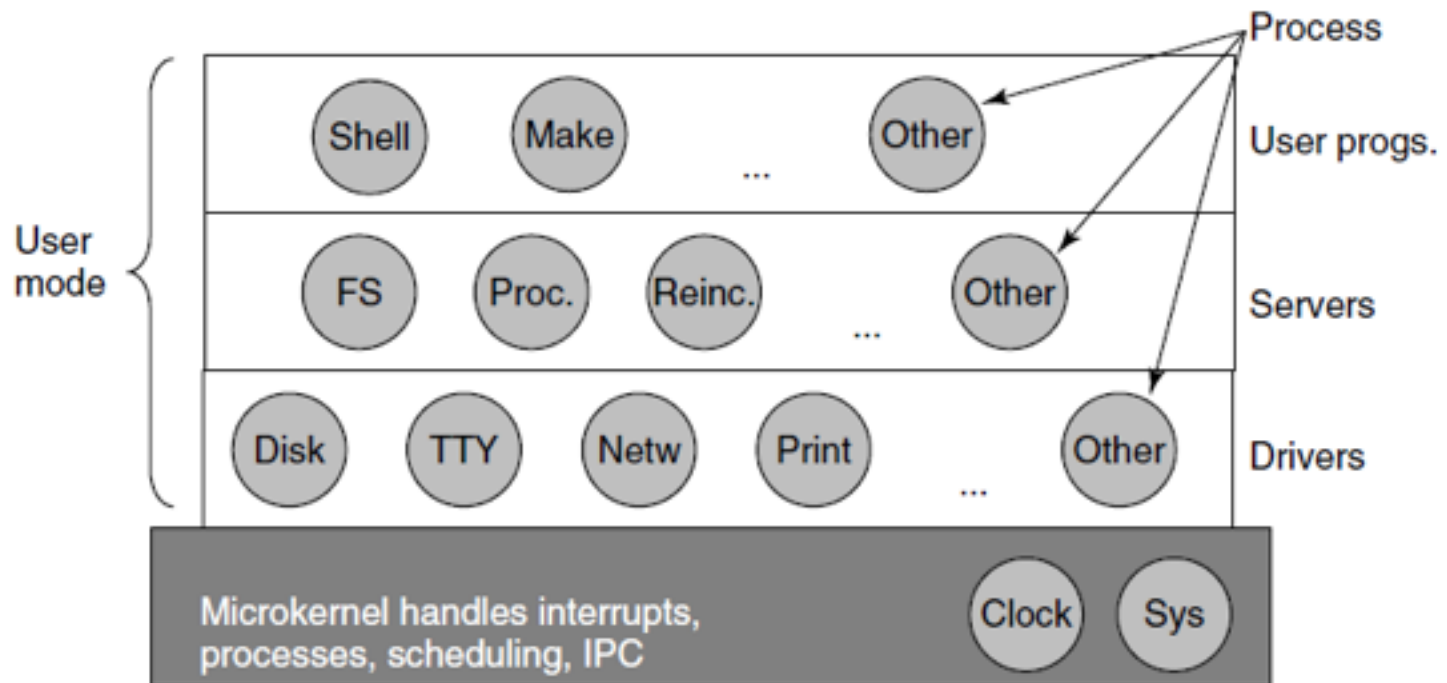 Process
Shell
Make
...
Other
User progs.
User
mode
FS
Proc.
Reinc.
...
Other
Servers
Disk
TTY
Netw
Print
...
Other
Drivers
Microkernel handles interrupts,
processes, scheduling, IPC
Clock
Sys